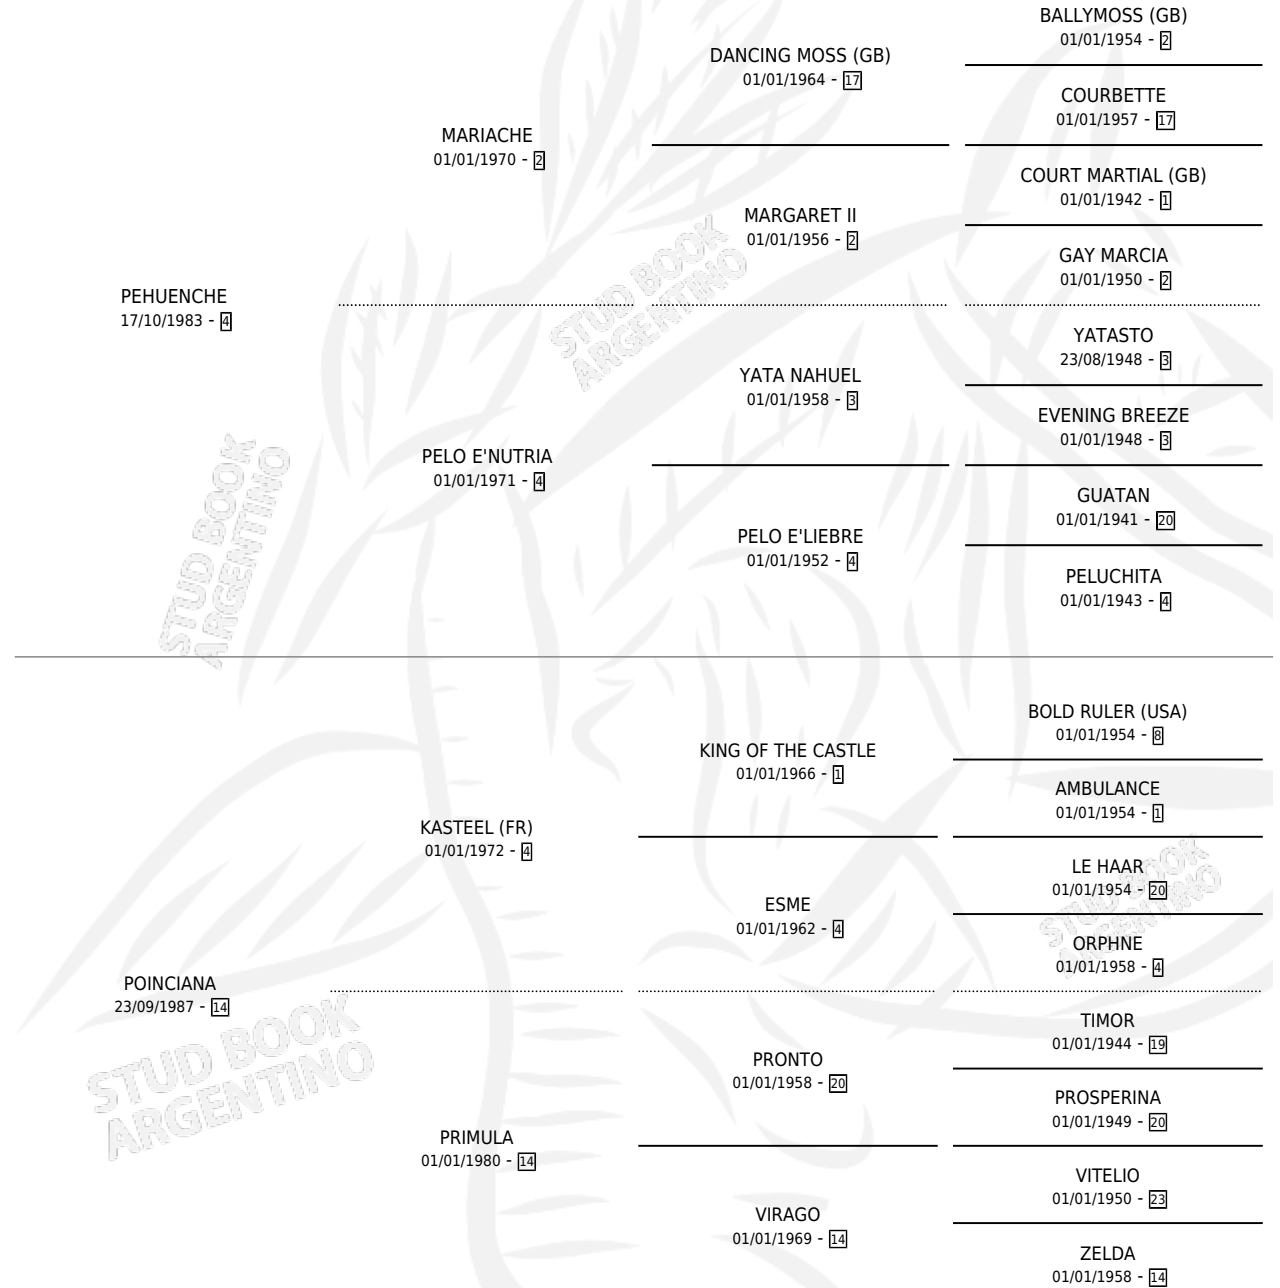 BALLYMOSS (GB)
01/01/1954 - 2
DANCING MOSS (GB)
01/01/1964 - 17
COURBETTE
01/01/1957 - 17
MARIACHE
01/01/1970 - 2
COURT MARTIAL (GB)
01/01/1942 - 1
MARGARET II
01/01/1956 - 2
GAY MARCIA
01/01/1950 - 2
PEHUENCHE
17/10/1983 - 4
YATASTO
23/08/1948 - 3
YATA NAHUEL
01/01/1958 - 3
EVENING BREEZE
01/01/1948 - 3
PELO E'NUTRIA
01/01/1971 - 4
GUATAN
01/01/1941 - 20
PELO E'LIEBRE
01/01/1952 - 4
PELUCHITA
01/01/1943 - 4
BOLD RULER (USA)
01/01/1954 - 8
KING OF THE CASTLE
01/01/1966 - 1
AMBULANCE
01/01/1954 - 1
KASTEEL (FR)
01/01/1972 - 4
LE HAAR
01/01/1954 - 20
ESME
01/01/1962 - 4
ORPHNE
01/01/1958 - 4
POINCIANA
23/09/1987 - 14
TIMOR
01/01/1944 - 19
PRONTO
01/01/1958 - 20
PROSPERINA
01/01/1949 - 20
PRIMULA
01/01/1980 - 14
VITELIO
01/01/1950 - 23
VIRAGO
01/01/1969 - 14
ZELDA
01/01/1958 - 14
STUD BOOK
ARGENTINO
STUD BOOK
ARGENTINO
STUD BOOK
ARGENTINO
STUD BOOK
ARGENTINO